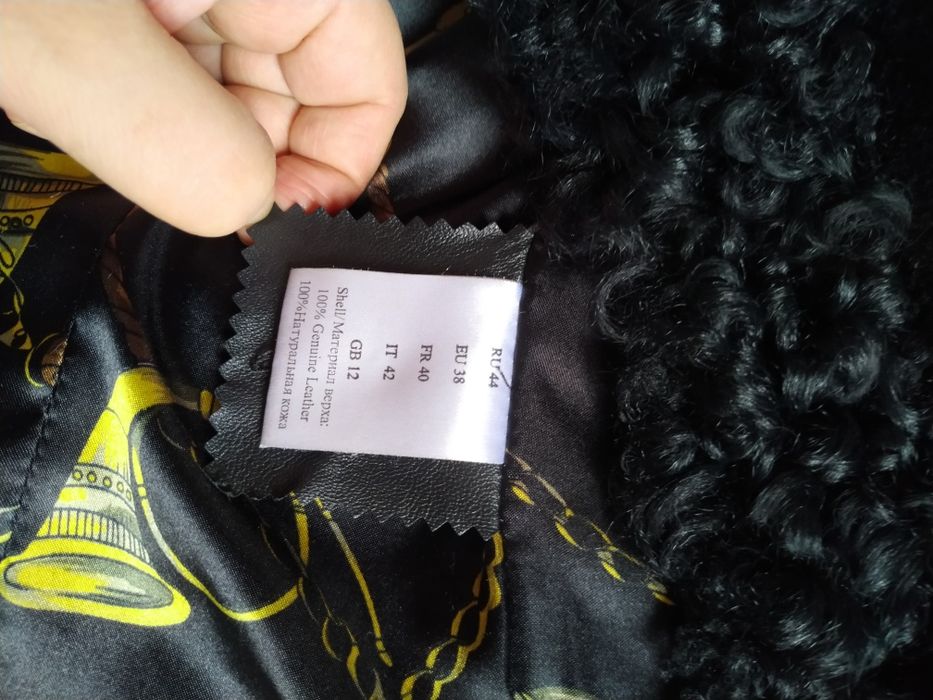 RU 44
EU 38
FR 40
IT 42
GB 12
Shell/Материал верха:
100% Genuine Leather
100%Натуральная кожа